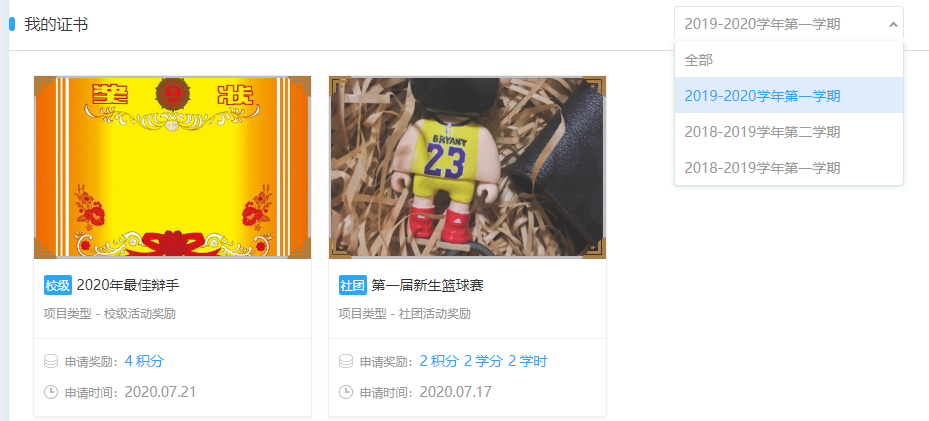 我的证书
2019-2020学年第一学期
全部
2019-2020学年第一学期
2018-2019学年第二学期
2018-2019学年第一学期
奖 状
BRYANT
23
校级 2020年最佳辩手
项目类型 - 校级活动奖励
申请奖励：4 积分
申请时间：2020.07.21
社团 第一届新生篮球赛
项目类型 - 社团活动奖励
申请奖励：2 积分 2 学分 2 学时
申请时间：2020.07.17